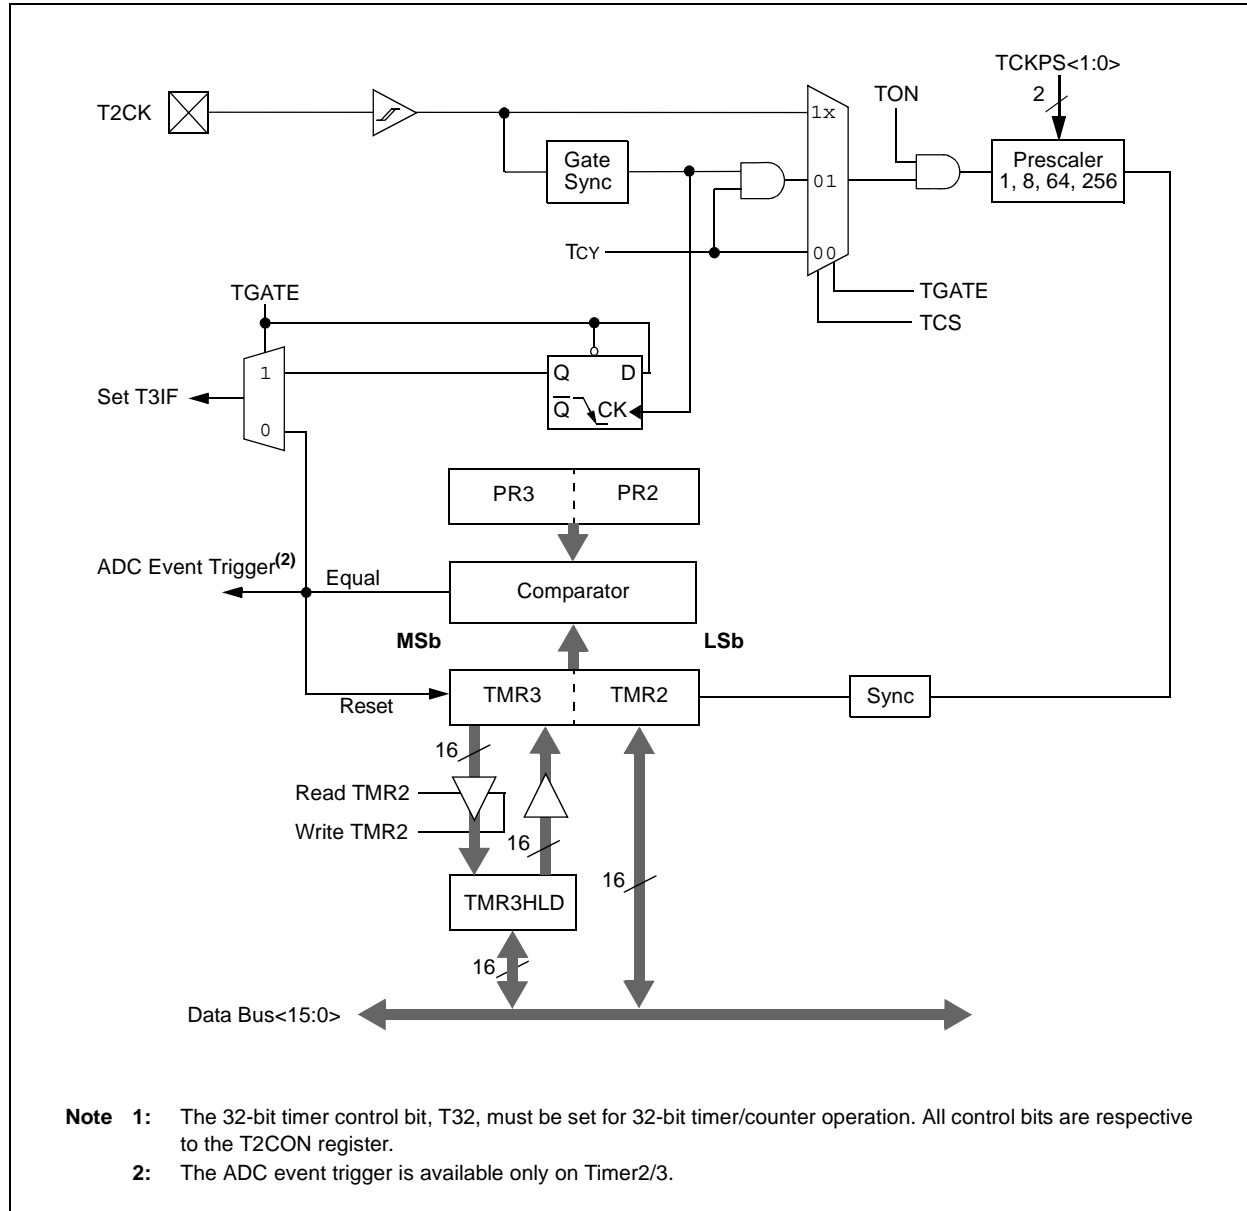 TCKPS<1:0>
2
TON
T2CK
1x
Gate
Sync
Prescaler
1, 8, 64, 256
01
TCY
00
TGATE
TCS
TGATE
1
Q D
Set T3IF
Q CK
0
PR3 PR2
ADC Event Trigger(2)
Equal
Comparator
MSb LSb
TMR3 TMR2
Sync
Reset
16
Read TMR2
Write TMR2
16
16
TMR3HLD
16
Data Bus<15:0>
Note 1: The 32-bit timer control bit, T32, must be set for 32-bit timer/counter operation. All control bits are respective
to the T2CON register.
2: The ADC event trigger is available only on Timer2/3.